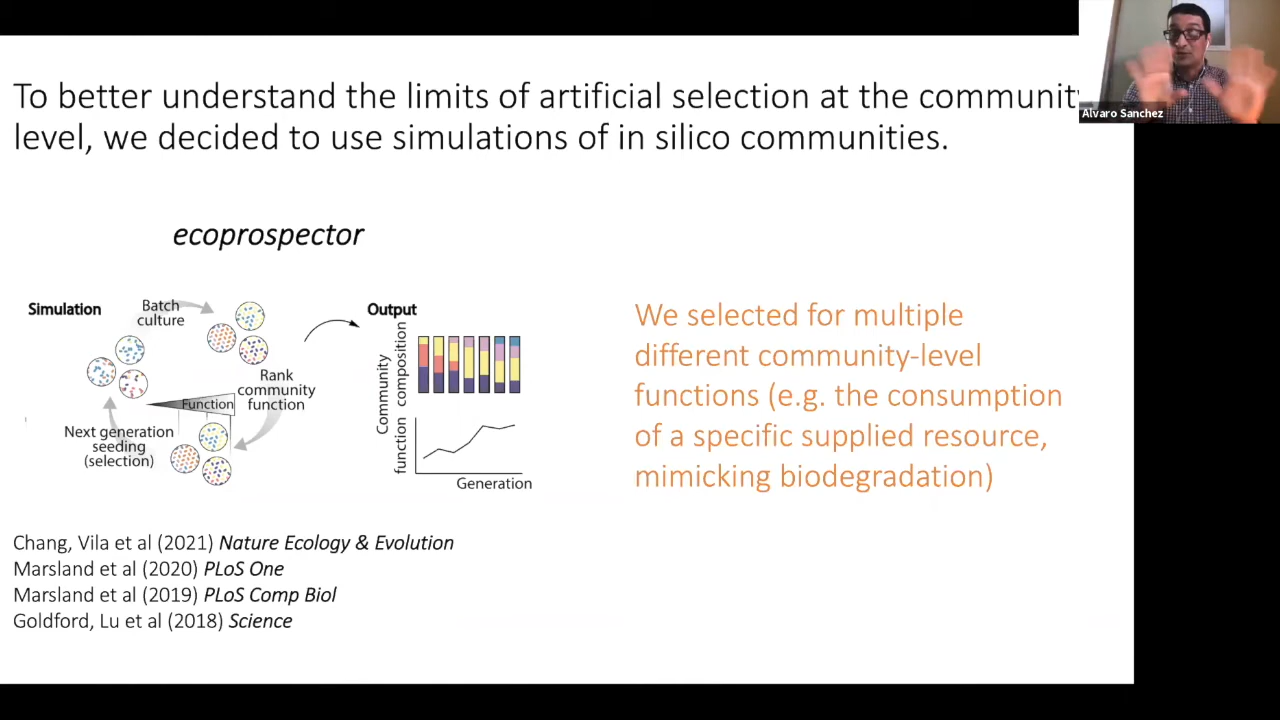 To better understand the limits of artificial selection at the communit
level, we decided to use simulations of in silico communities.
Alvaro Sanchez
ecoprospector
Simulation
Batch
culture
Rank
community
function
Function
Next generation
seeding
(selection)
Output
Community
composition
function
Generation
We selected for multiple
different community-level
functions (e.g. the consumption
of a specific supplied resource,
mimicking biodegradation)
Chang, Vila et al (2021) Nature Ecology & Evolution
Marsland et al (2020) PLoS One
Marsland et al (2019) PLoS Comp Biol
Goldford, Lu et al (2018) Science